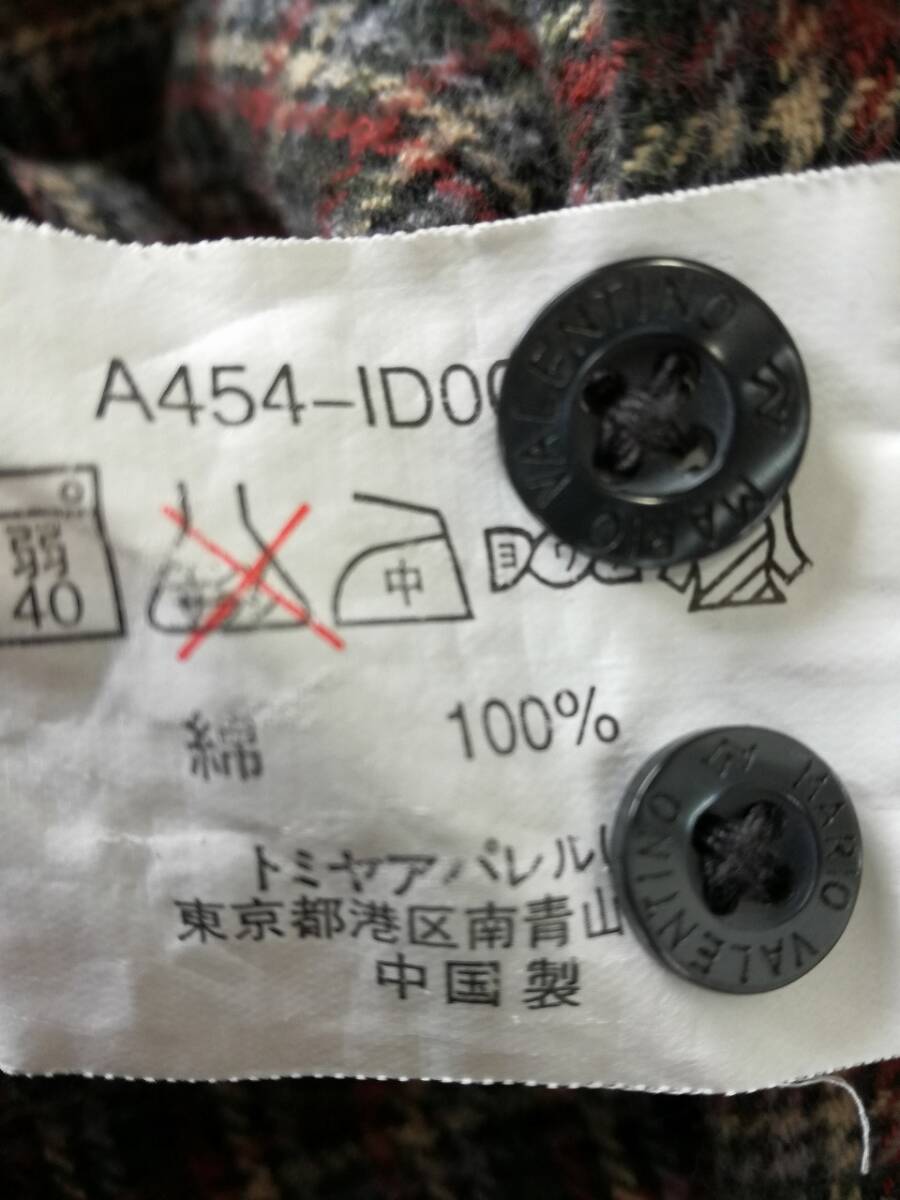 A454-ID0
弱
40
中
100%
綿
トミヤアパレル
東京都港区南青山
中国製
MARIO VALENTINO
MARIO VALENTINO